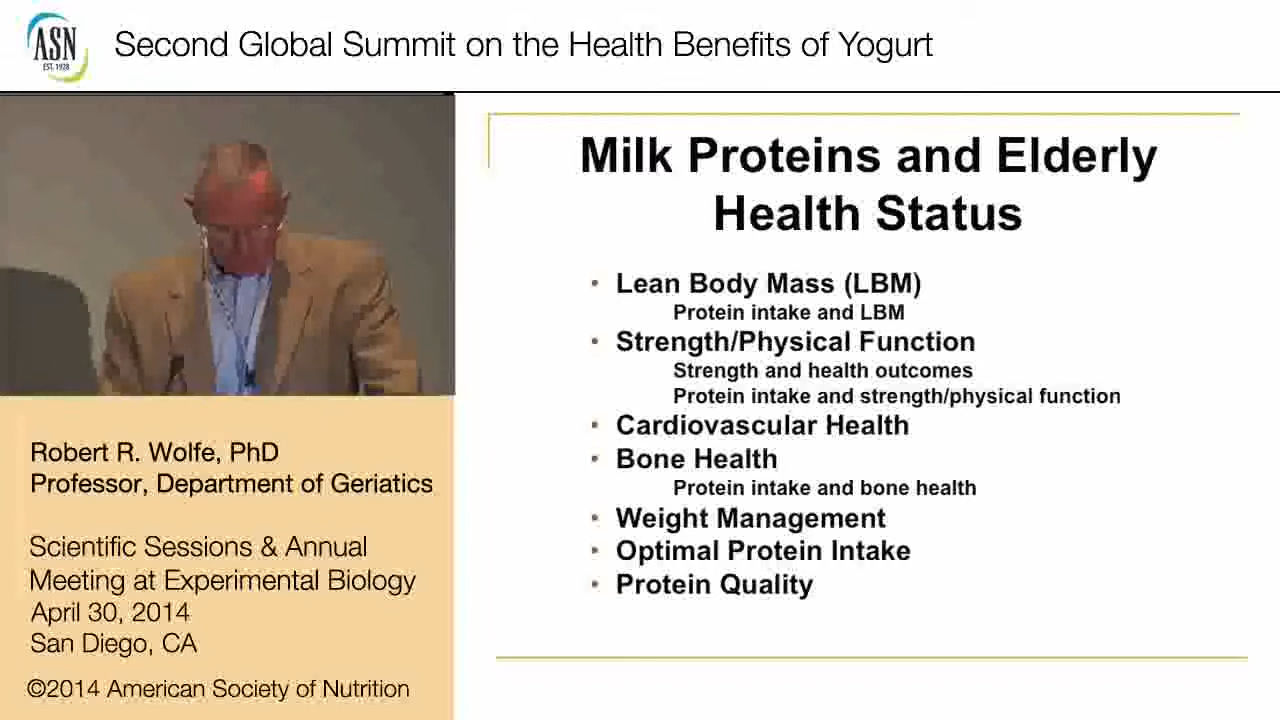 ASN
EST. 1928
Second Global Summit on the Health Benefits of Yogurt
Milk Proteins and Elderly
Health Status
• Lean Body Mass (LBM)
Protein intake and LBM
• Strength/Physical Function
Strength and health outcomes
Protein intake and strength/physical function
• Cardiovascular Health
• Bone Health
Protein intake and bone health
• Weight Management
• Optimal Protein Intake
• Protein Quality
Robert R. Wolfe, PhD
Professor, Department of Geriatics
Scientific Sessions & Annual
Meeting at Experimental Biology
April 30, 2014
San Diego, CA
©2014 American Society of Nutrition